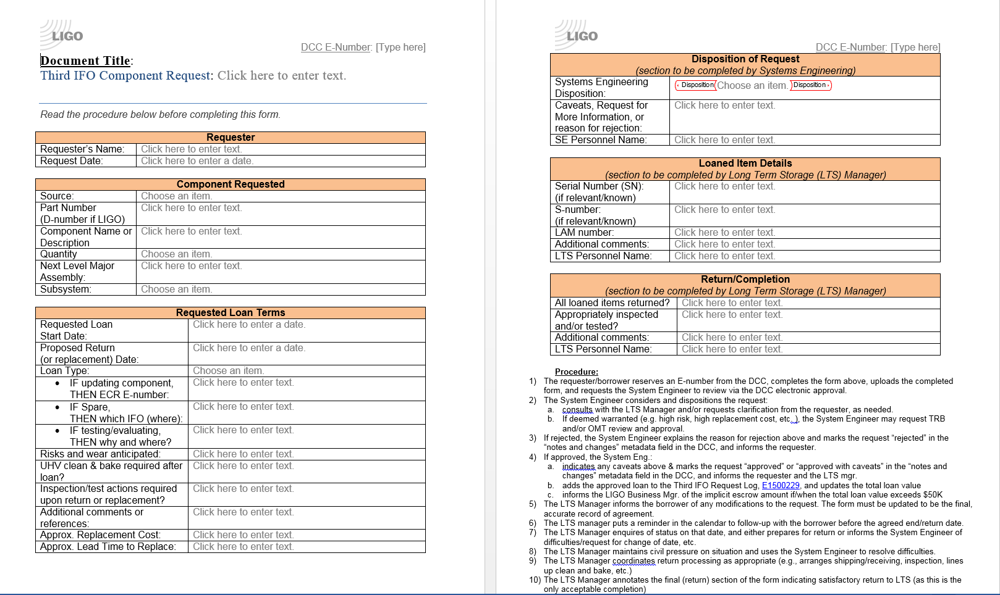 LIGO
DCC E-Number: [Type here]
Document Title:
Third IFO Component Request: Click here to enter text.
Read the procedure below before completing this form.
Requester
Requester's Name: Click here to enter text.
Request Date: Click here to enter a date.
Component Requested
Source: Choose an item.
Part Number Click here to enter text.
(D-number if LIGO)
Component Name or Click here to enter text.
Description
Quantity Choose an item.
Next Level Major Click here to enter text.
Assembly:
Subsystem: Choose an item.
Requested Loan Terms
Requested Loan Click here to enter a date.
Start Date:
Proposed Return Click here to enter a date.
(or replacement) Date:
Loan Type: Choose an item.
• IF updating component, Click here to enter text.
THEN ECR E-number:
• IF Spare, Click here to enter text.
THEN which IFO (where):
• IF testing/evaluating, Click here to enter text.
THEN why and where?
Risks and wear anticipated: Click here to enter text.
UHV clean & bake required after Click here to enter text.
loan?
Inspection/test actions required Click here to enter text.
upon return or replacement?
Additional comments or Click here to enter text.
references:
Approx. Replacement Cost: Click here to enter text.
Approx. Lead Time to Replace: Click here to enter text.
LIGO
DCC E-Number: [Type here]
Disposition of Request
(section to be completed by Systems Engineering)
Systems Engineering Disposition Choose an item. Disposition
Disposition:
Caveats, Request for Click here to enter text.
More Information, or
reason for rejection:
SE Personnel Name: Click here to enter text.
Loaned Item Details
(section to be completed by Long Term Storage (LTS) Manager)
Serial Number (SN): Click here to enter text.
(if relevant/known)
S-number: Click here to enter text.
(if relevant/known)
LAM number: Click here to enter text.
Additional comments: Click here to enter text.
LTS Personnel Name: Click here to enter text.
Return/Completion
(section to be completed by Long Term Storage (LTS) Manager)
All loaned items returned? Click here to enter text.
Appropriately inspected Click here to enter text.
and/or tested?
Additional comments: Click here to enter text.
LTS Personnel Name: Click here to enter text.
Procedure:
1) The requester/borrower reserves an E-number from the DCC, completes the form above, uploads the completed
form, and requests the System Engineer to review via the DCC electronic approval.
2) The System Engineer considers and dispositions the request:
a. consults with the LTS Manager and/or requests clarification from the requester, as needed.
b. If deemed warranted (e.g. high risk, high replacement cost, etc. ), the System Engineer may request TRB
and/or OMT review and approval.
3) If rejected, the System Engineer explains the reason for rejection above and marks the request “rejected” in the
“notes and changes” metadata field in the DCC, and informs the requester.
4) If approved, the System Eng.:
a. indicates any caveats above & marks the request “approved” or “approved with caveats” in the “notes and
changes” metadata field in the DCC, and informs the requester and the LTS mgr.
b. adds the approved loan to the Third IFO Request Log, E1500229, and updates the total loan value
c. informs the LIGO Business Mgr. of the implicit escrow amount if/when the total loan value exceeds $50K
5) The LTS Manager informs the borrower of any modifications to the request. The form must be updated to be the final,
accurate record of agreement.
6) The LTS manager puts a reminder in the calendar to follow-up with the borrower before the agreed end/return date.
7) The LTS Manager enquires of status on that date, and either prepares for return or informs the System Engineer of
difficulties/request for change of date, etc.
8) The LTS Manager maintains civil pressure on situation and uses the System Engineer to resolve difficulties.
9) The LTS Manager coordinates return processing as appropriate (e.g., arranges shipping/receiving, inspection, lines
up clean and bake, etc.)
10) The LTS Manager annotates the final (return) section of the form indicating satisfactory return to LTS (as this is the
only acceptable completion)